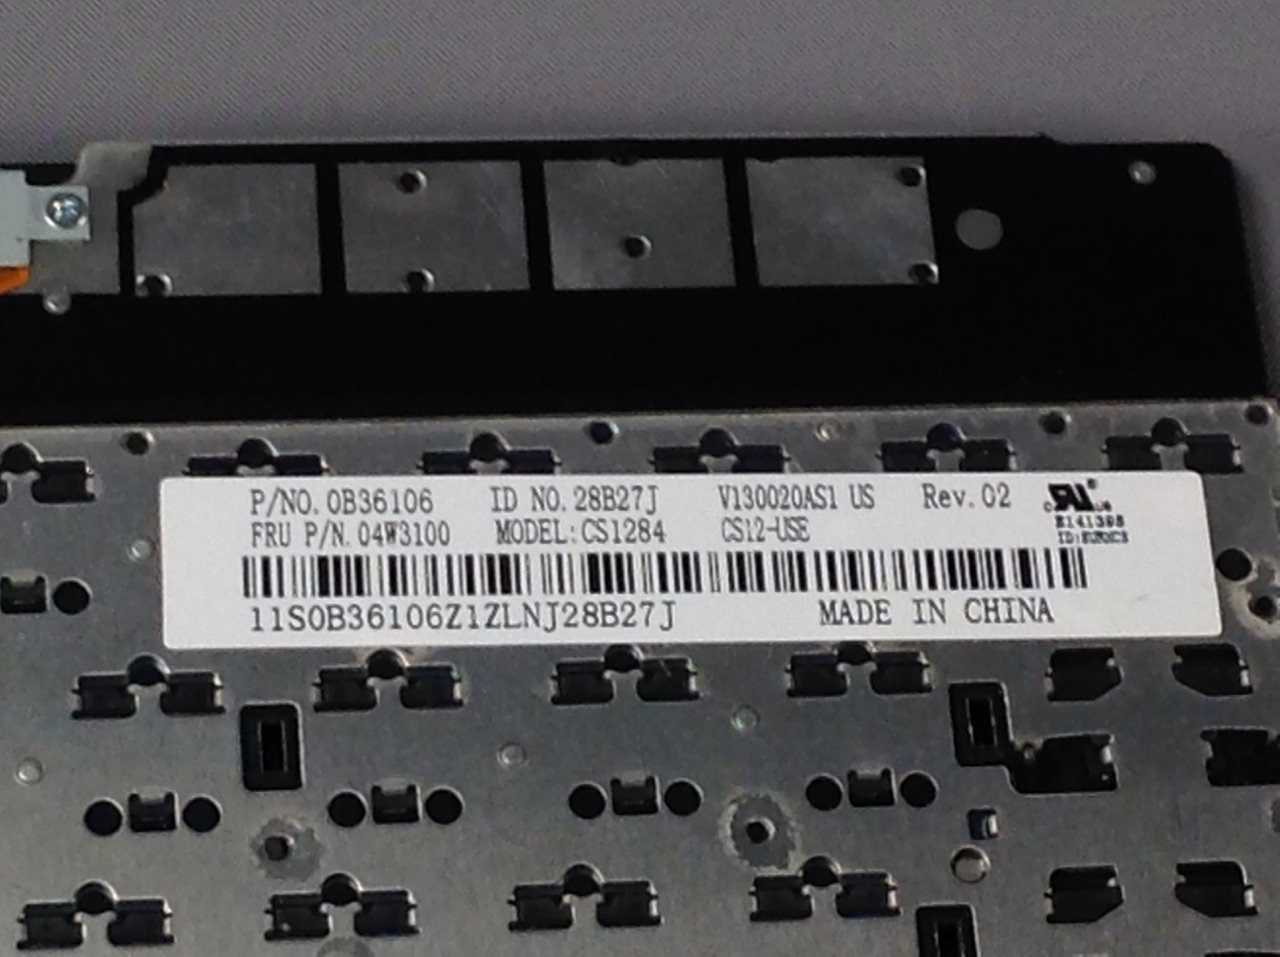 P/NO. 0B36106 ID NO. 28B27J V130020AS1 US Rev. 02
FRU P/N. 04W3100 MODEL: CS1284 CS12-USE
E141395
11S0B36106Z1ZLNJ28B27J MADE IN CHINA